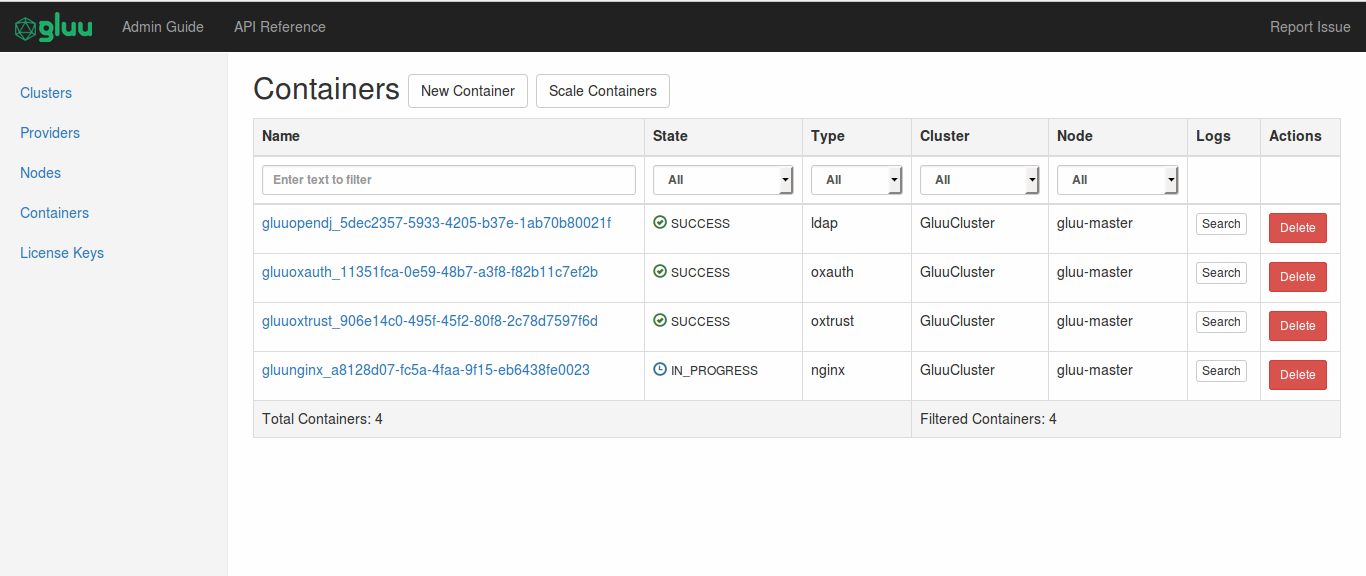 gluu Admin Guide API Reference Report Issue
Clusters
Providers
Nodes
Containers
License Keys
Containers New Container Scale Containers
Name State Type Cluster Node Logs Actions
Enter text to filter All All All All
gluuopendj_5dec2357-5933-4205-b37e-1ab70b80021f SUCCESS ldap GluuCluster gluu-master Search Delete
gluuoxauth_11351fca-0e59-48b7-a3f8-f82b11c7ef2b SUCCESS oxauth GluuCluster gluu-master Search Delete
gluuoxtrust_906e14c0-495f-45f2-80f8-2c78d7597f6d SUCCESS oxtrust GluuCluster gluu-master Search Delete
gluunginx_a8128d07-fc5a-4faa-9f15-eb6438fe0023 IN_PROGRESS nginx GluuCluster gluu-master Search Delete
Total Containers: 4 Filtered Containers: 4